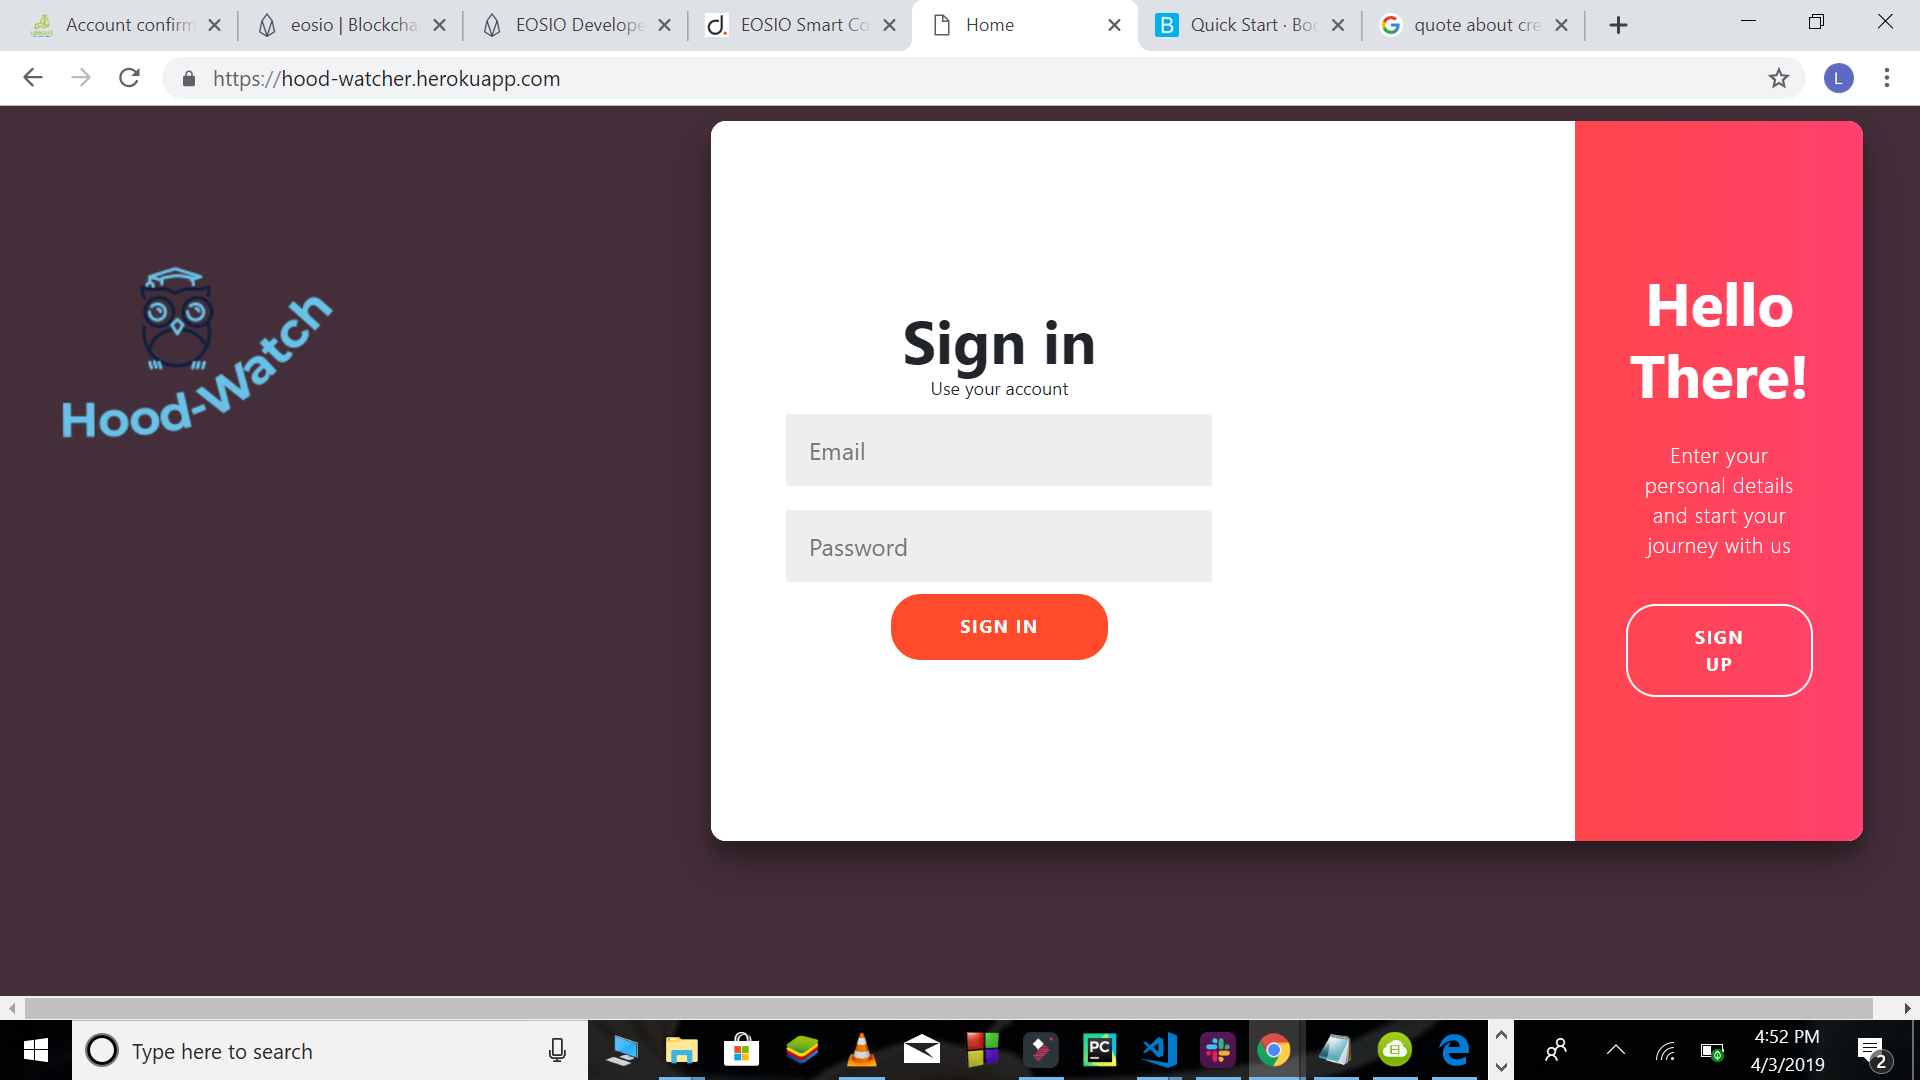 Account confirm
eosio | Blockcha
EOSIO Develope
EOSIO Smart Co
Home
Quick Start · Boo
quote about cre
https://hood-watcher.herokuapp.com
L
Hood-Watch
Sign in
Use your account
Email
Password
SIGN IN
Hello
There!
Enter your
personal details
and start your
journey with us
SIGN
UP
Type here to search
PC
4:52 PM
4/3/2019
2